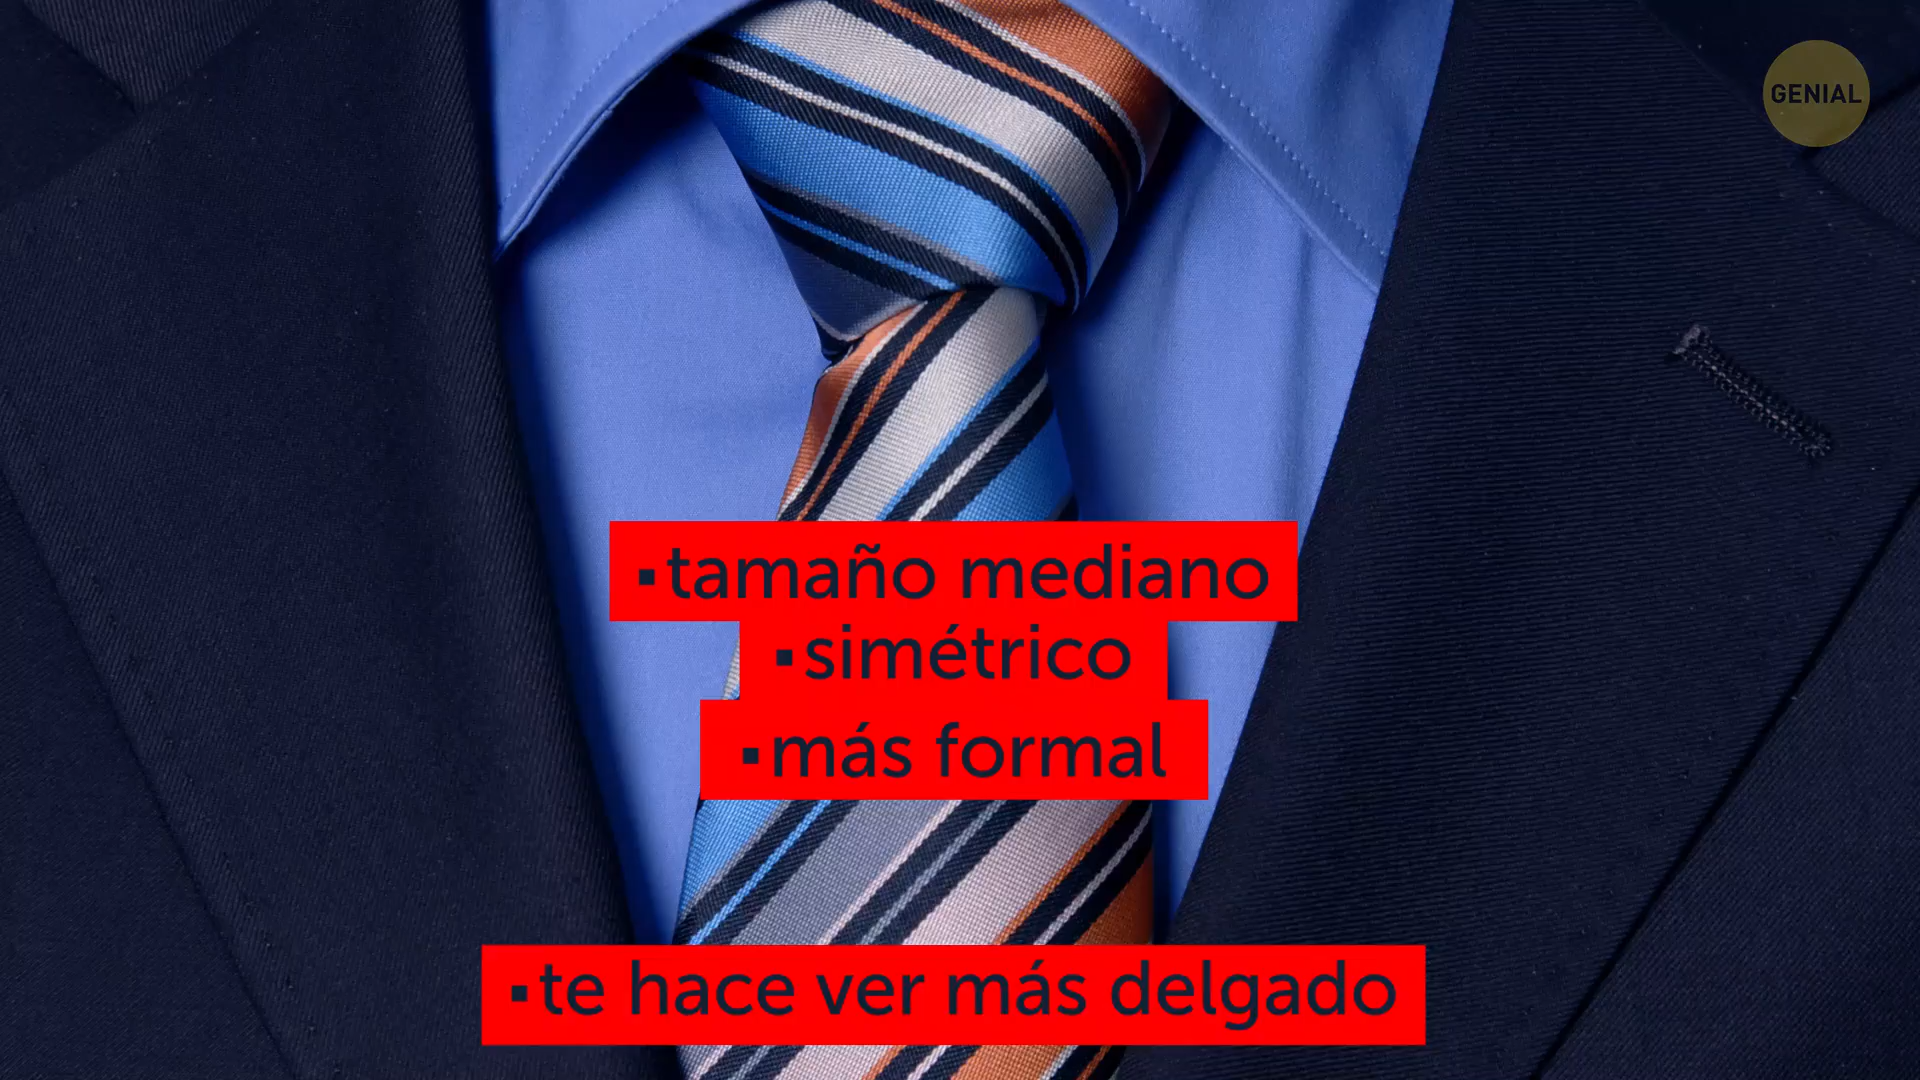 GENIAL
▪tamaño mediano
▪simétrico
▪más formal
▪te hace ver más delgado